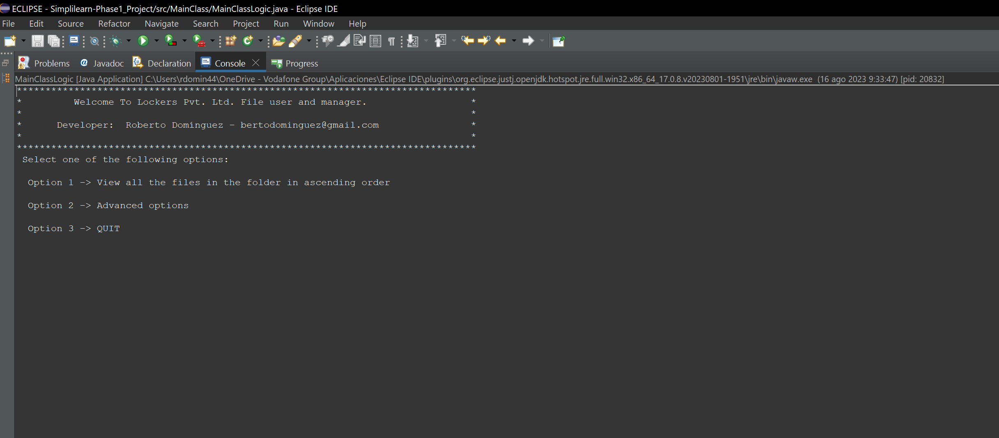 ECLIPSE - Simplilearn-Phase1_Project/src/MainClass/MainClassLogic.java - Eclipse IDE
File Edit Source Refactor Navigate Search Project Run Window Help
Problems @ Javadoc Declaration Console Progress
MainClassLogic [Java Application] C:\Users\rdomin44\OneDrive - Vodafone Group\Aplicaciones\Eclipse IDE\plugins\org.eclipse.justj.openjdk.hotspot.jre.full.win32.x86_64_17.0.8.v20230801-1951\jre\bin\javaw.exe (16 ago 2023 9:33:47) [pid: 20832]
********************************************************************************
* Welcome To Lockers Pvt. Ltd. File user and manager. *
* *
* Developer: Roberto Domínguez - bertodominguez@gmail.com *
* *
********************************************************************************
Select one of the following options:
Option 1 -> View all the files in the folder in ascending order
Option 2 -> Advanced options
Option 3 -> QUIT